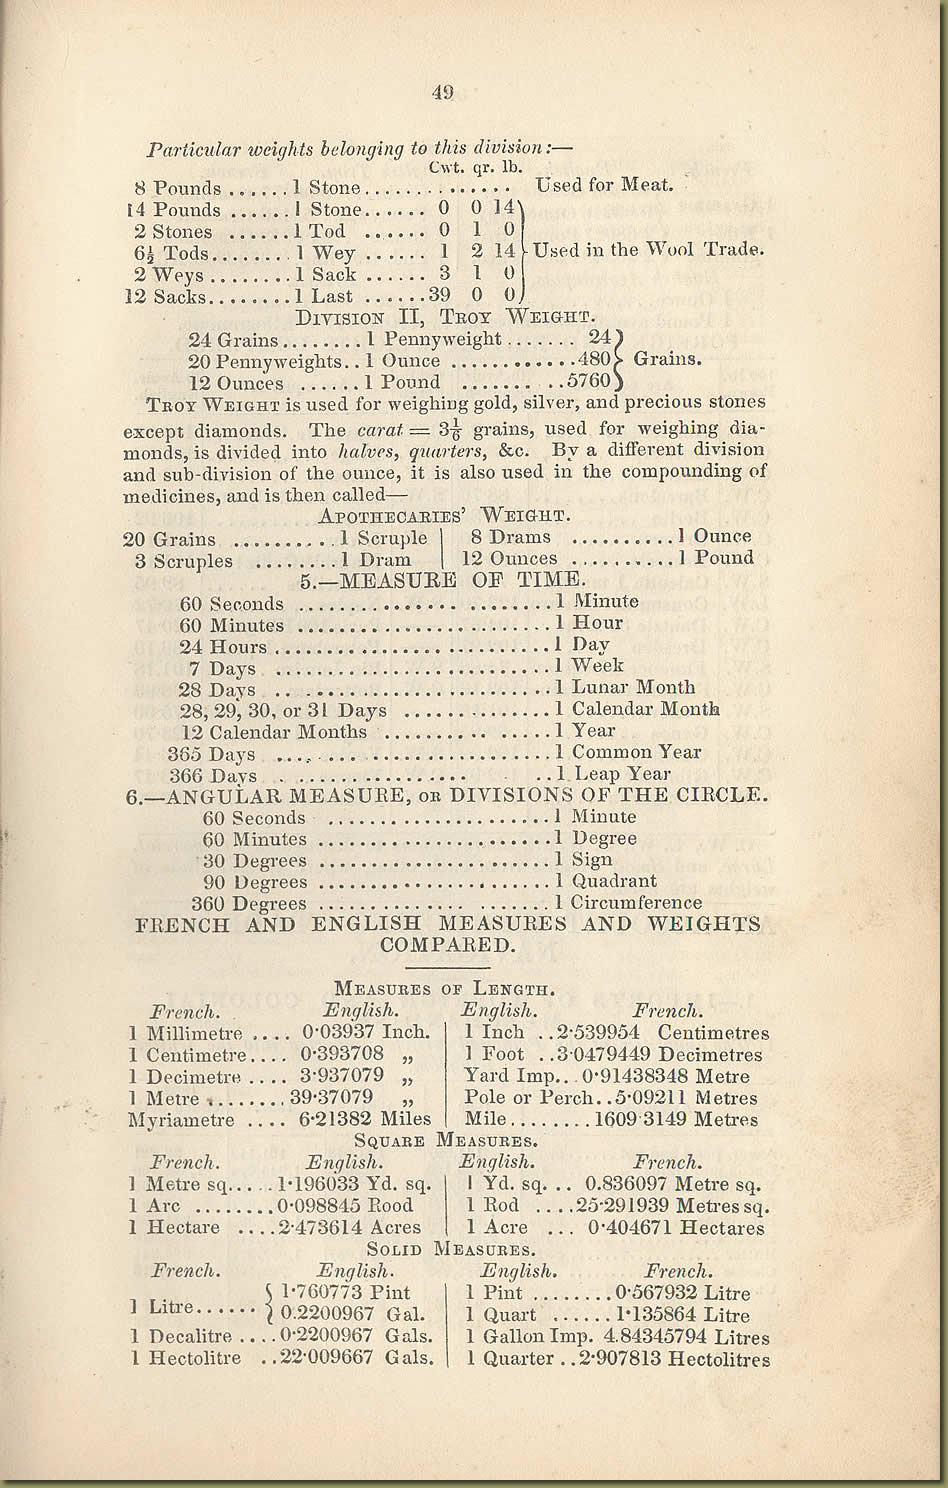 49
Particular weights belonging to this division:—
Cwt. qr. lb.
8 Pounds ......1 Stone.............. Used for Meat.
14 Pounds ......1 Stone...... 0 0 14
2 Stones ......1 Tod ...... 0 1 0
6½ Tods........1 Wey ...... 1 2 14 Used in the Wool Trade.
2 Weys........1 Sack ...... 3 1 0
12 Sacks........1 Last ......39 0 0
Division II, Troy Weight.
24 Grains........1 Pennyweight....... 24
20 Pennyweights..1 Ounce ............480 Grains.
12 Ounces ......1 Pound ....... ..5760
Troy Weight is used for weighing gold, silver, and precious stones
except diamonds. The carat = 3⅙ grains, used for weighing dia-
monds, is divided into halves, quarters, &c. By a different division
and sub-division of the ounce, it is also used in the compounding of
medicines, and is then called—
Apothecaries' Weight.
20 Grains ..........1 Scruple | 8 Drams ..........1 Ounce
3 Scruples ........1 Dram | 12 Ounces ..........1 Pound
5.—MEASURE OF TIME.
60 Seconds ......................1 Minute
60 Minutes ........................1 Hour
24 Hours..........................1 Day
7 Days ..........................1 Week
28 Days .. .......................1 Lunar Month
28, 29, 30, or 31 Days ..............1 Calendar Month
12 Calendar Months .......... .....1 Year
365 Days ..........................1 Common Year
366 Days . ................ ..1 Leap Year
6.—ANGULAR MEASURE, or DIVISIONS OF THE CIRCLE.
60 Seconds .....................1 Minute
60 Minutes ......................1 Degree
30 Degrees ......................1 Sign
90 Degrees ......................1 Quadrant
360 Degrees .............. .......1 Circumference
FRENCH AND ENGLISH MEASURES AND WEIGHTS
COMPARED.
Measures of Length.
French. English. English. French.
1 Millimetre .... 0·03937 Inch. | 1 Inch ..2·539954 Centimetres
1 Centimetre.... 0·393708 „ | 1 Foot ..3·0479449 Decimetres
1 Decimetre .... 3·937079 „ | Yard Imp... 0·91438348 Metre
1 Metre ........39·37079 „ | Pole or Perch..5·09211 Metres
Myriametre .... 6·21382 Miles | Mile........1609·3149 Metres
Square Measures.
French. English. English. French.
1 Metre sq......1·196033 Yd. sq. | 1 Yd. sq. .. 0.836097 Metre sq.
1 Arc ........0·098845 Rood | 1 Rod ....25·291939 Metres sq.
1 Hectare ....2·473614 Acres | 1 Acre ... 0·404671 Hectares
Solid Measures.
French. English. English. French.
1 Litre...... { 1·760773 Pint | 1 Pint ........0·567932 Litre
0.2200967 Gal. | 1 Quart ......1·135864 Litre
1 Decalitre ....0·2200967 Gals. | 1 Gallon Imp. 4.84345794 Litres
1 Hectolitre ..22·009667 Gals. | 1 Quarter ..2·907813 Hectolitres